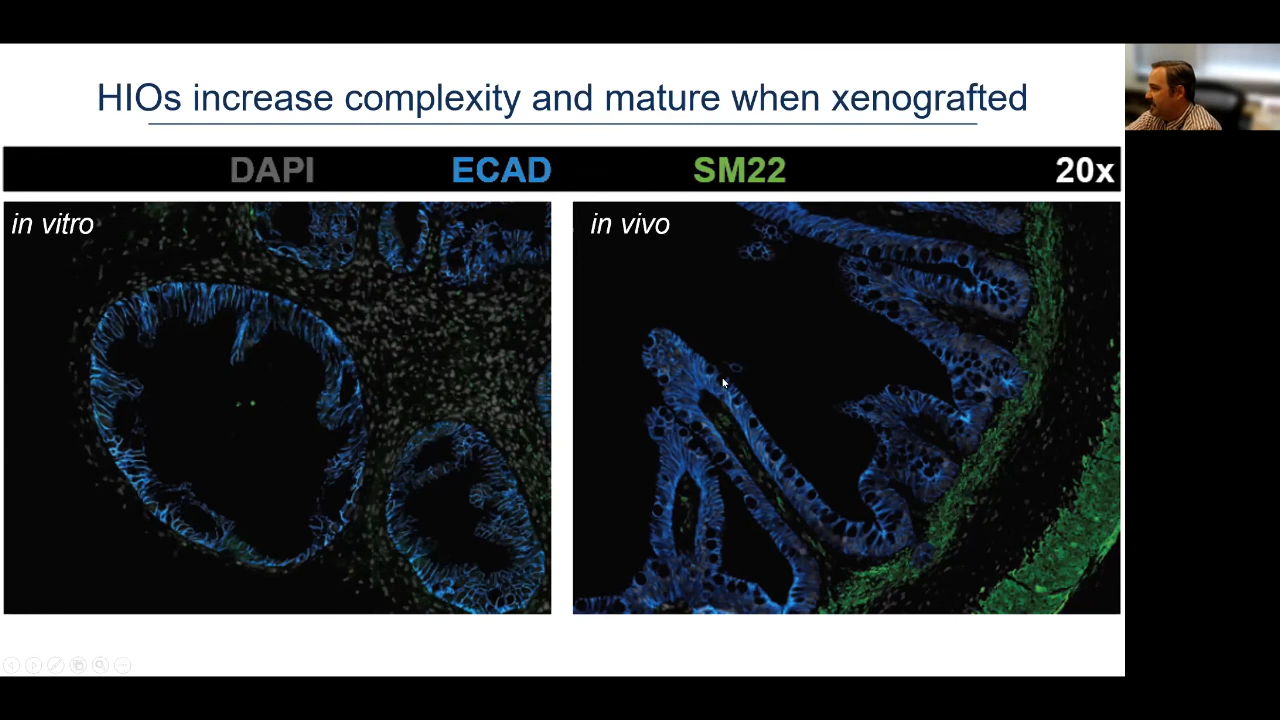 HIOs increase complexity and mature when xenografted
DAPI ECAD SM22 20x
in vitro
in vivo